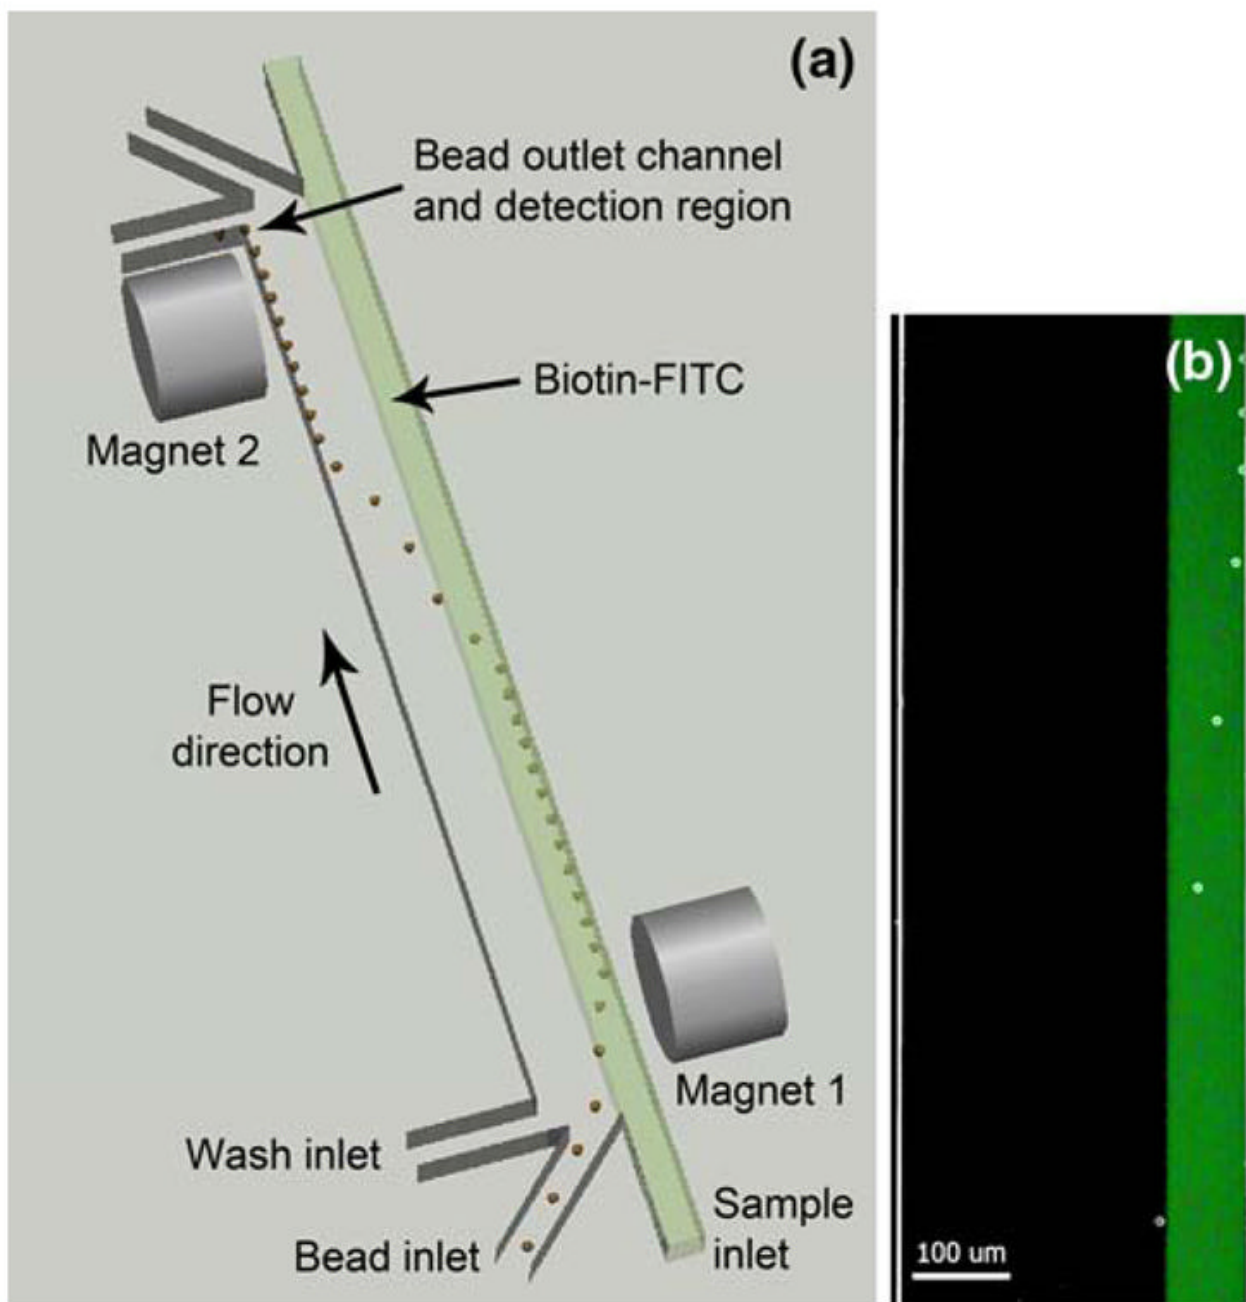 (a)
Bead outlet channel
and detection region
Biotin-FITC
Magnet 2
Flow
direction
Magnet 1
Wash inlet
Bead inlet
Sample
inlet
(b)
100 um